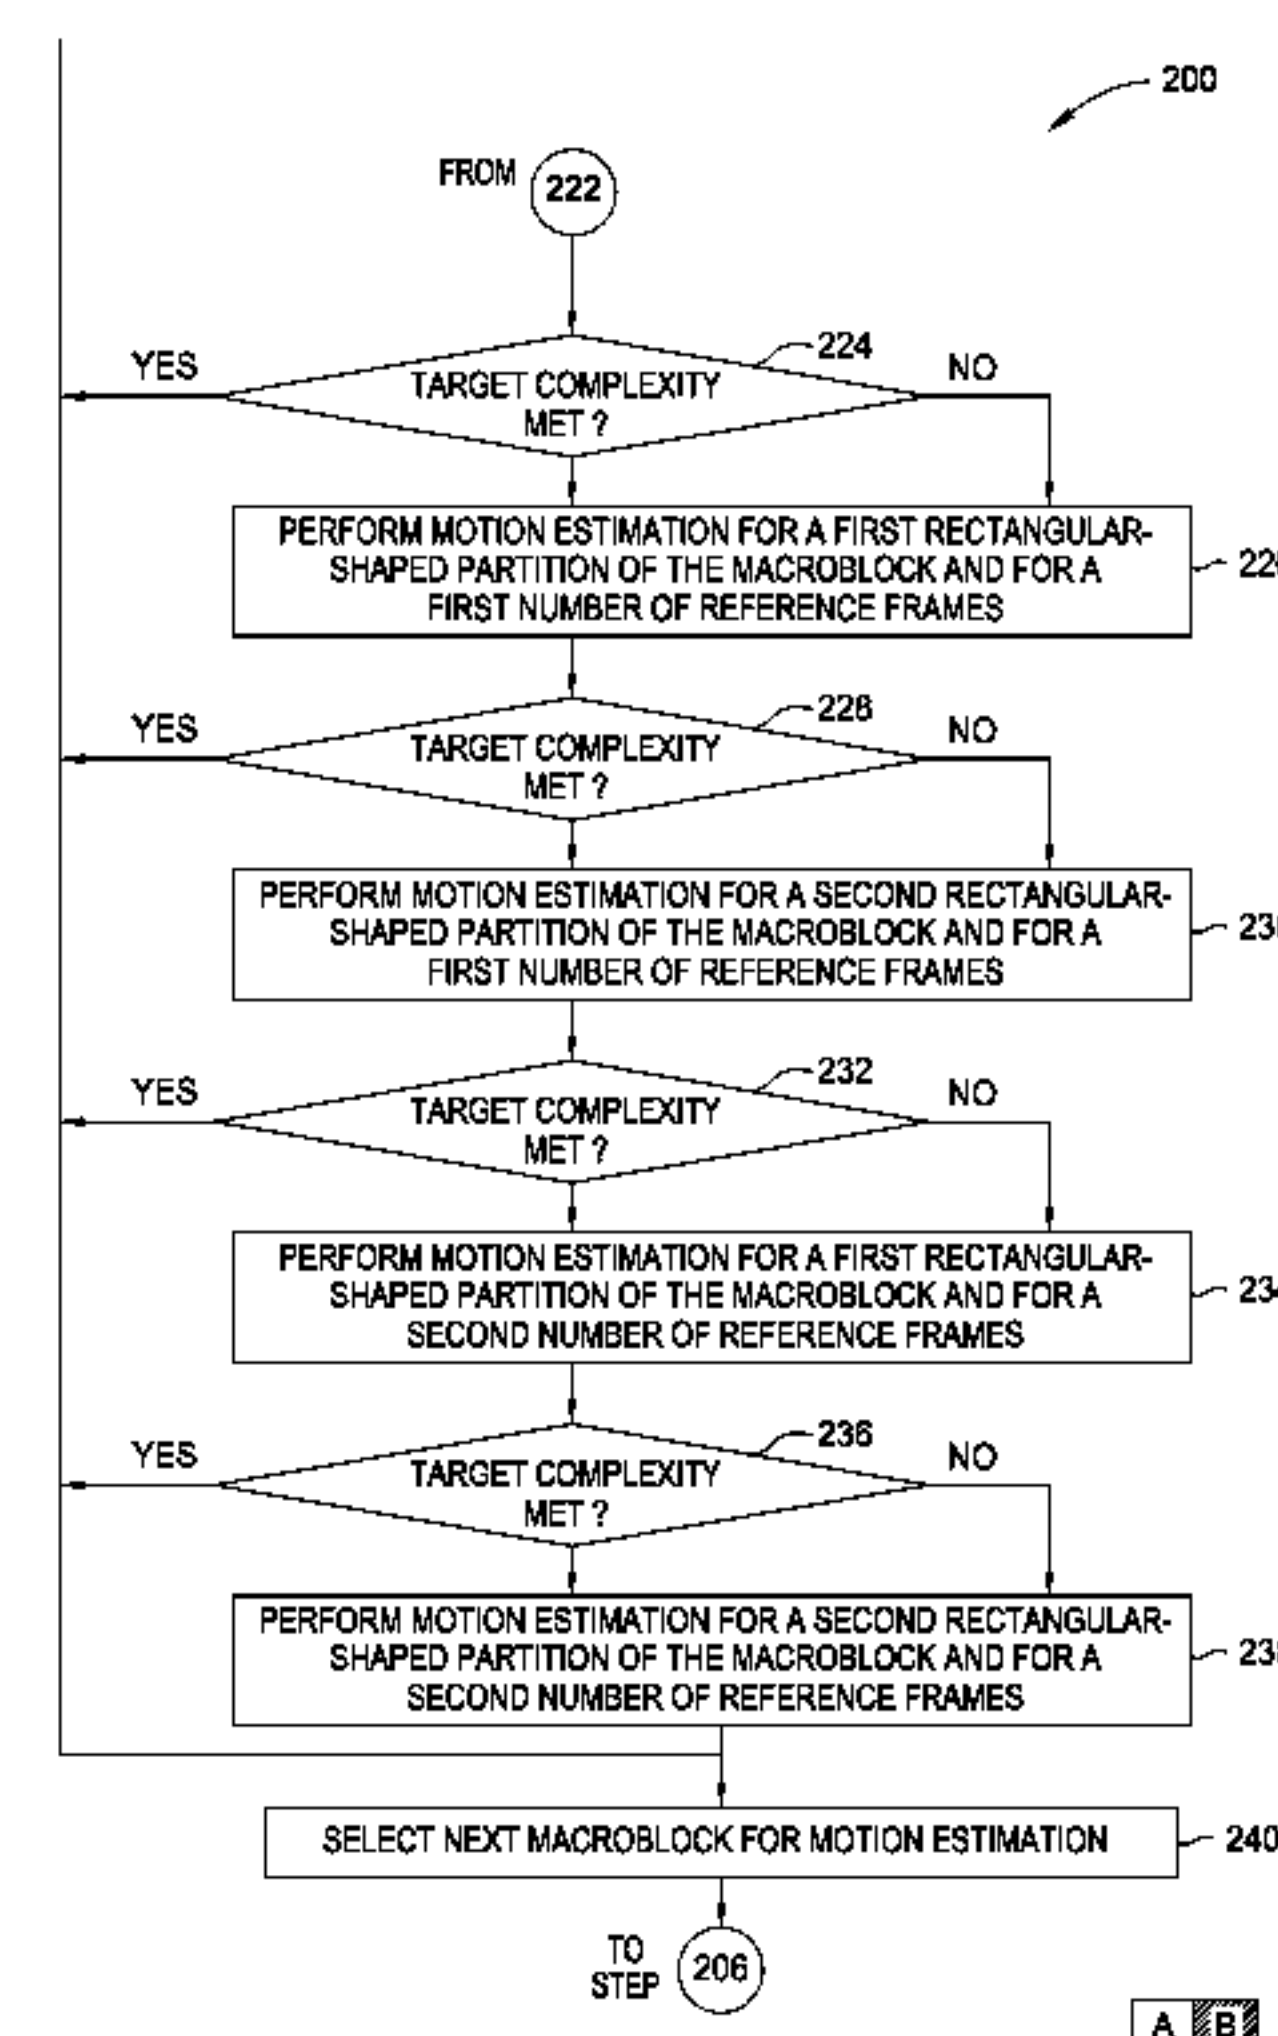 200
FROM
222
224
YES
NO
TARGET COMPLEXITY
MET ?
PERFORM MOTION ESTIMATION FOR A FIRST RECTANGULAR-
SHAPED PARTITION OF THE MACROBLOCK AND FOR A
FIRST NUMBER OF REFERENCE FRAMES
228
YES
NO
TARGET COMPLEXITY
MET ?
PERFORM MOTION ESTIMATION FOR A SECOND RECTANGULAR-
SHAPED PARTITION OF THE MACROBLOCK AND FOR A
FIRST NUMBER OF REFERENCE FRAMES
232
YES
NO
TARGET COMPLEXITY
MET ?
PERFORM MOTION ESTIMATION FOR A FIRST RECTANGULAR-
SHAPED PARTITION OF THE MACROBLOCK AND FOR A
234
SECOND NUMBER OF REFERENCE FRAMES
236
YES
NO
TARGET COMPLEXITY
MET ?
PERFORM MOTION ESTIMATION FOR A SECOND RECTANGULAR-
SHAPED PARTITION OF THE MACROBLOCK AND FOR A
SECOND NUMBER OF REFERENCE FRAMES
SELECT NEXT MACROBLOCK FOR MOTION ESTIMATION
240
TO
STEP
206
A B